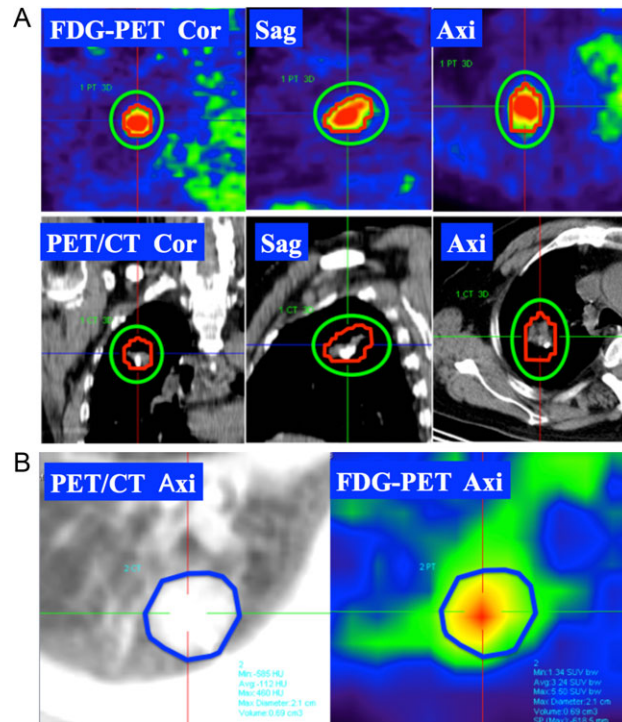 A
FDG-PET Cor
Sag
Axi
1 PT 3D
1 PT 3D
1 PT 3D
PET/CT Cor
Sag
Axi
1 CT 3D
1 CT 3D
1 CT 3D
B
PET/CT Axi
FDG-PET Axi
2 CT
2 PT
2
Min:-585 HU
Avg:-112 HU
Max:460 HU
Max Diameter:2.1 cm
Volume:0.69 cm3
2
Min:1.34 SUV bw
Avg:3.24 SUV bw
Max:5.60 SUV bw
Max Diameter:2.1 cm
Volume:0.69 cm3